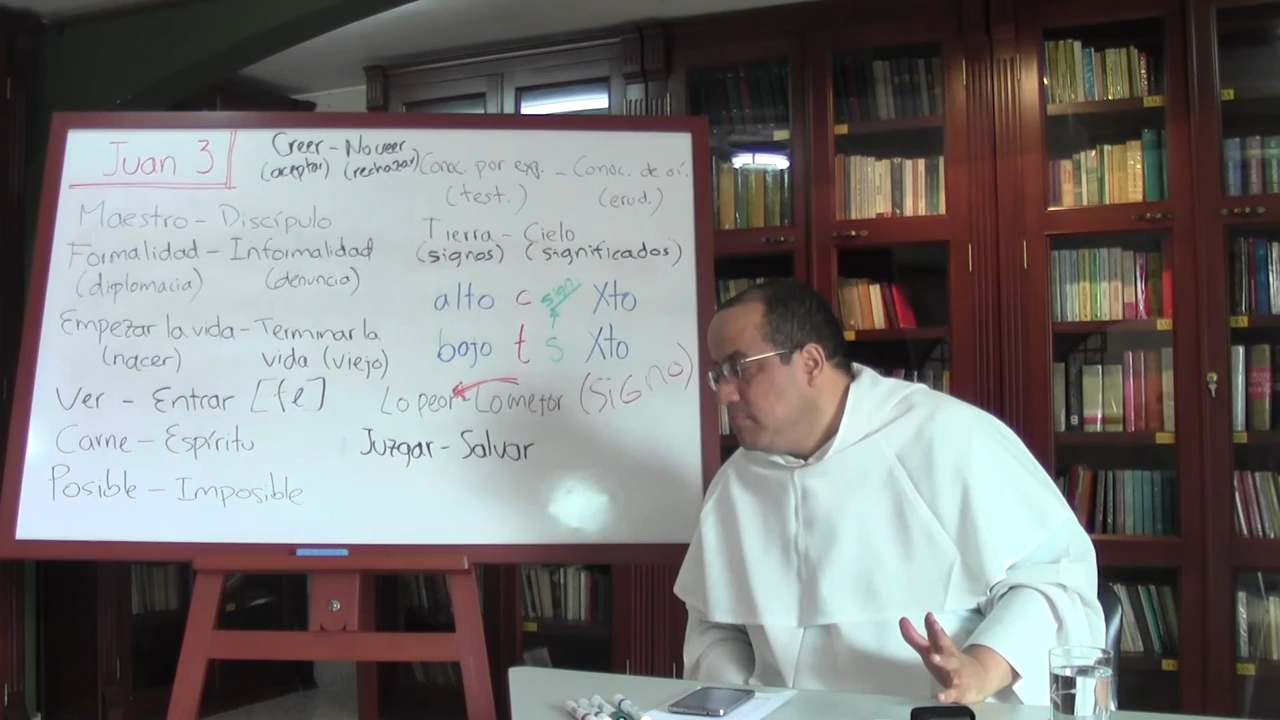 Juan 3
Creer - No creer
(aceptar) (rechazar)
Conoc. por exp. - Conoc. de oí.
(test.) (erud.)
Maestro - Discípulo
Formalidad - Informalidad
(diplomacia) (denuncio)
Empezar la vida - Terminar la
(nacer) vida (viejo)
Ver - Entrar [fe]
Carne - Espíritu
Posible - Imposible
Tierra - Cielo
(signos) (significados)
alto c sign. Xto
bajo t s Xto
Lo peor Lo mejor (signo)
Juzgar - Salvar